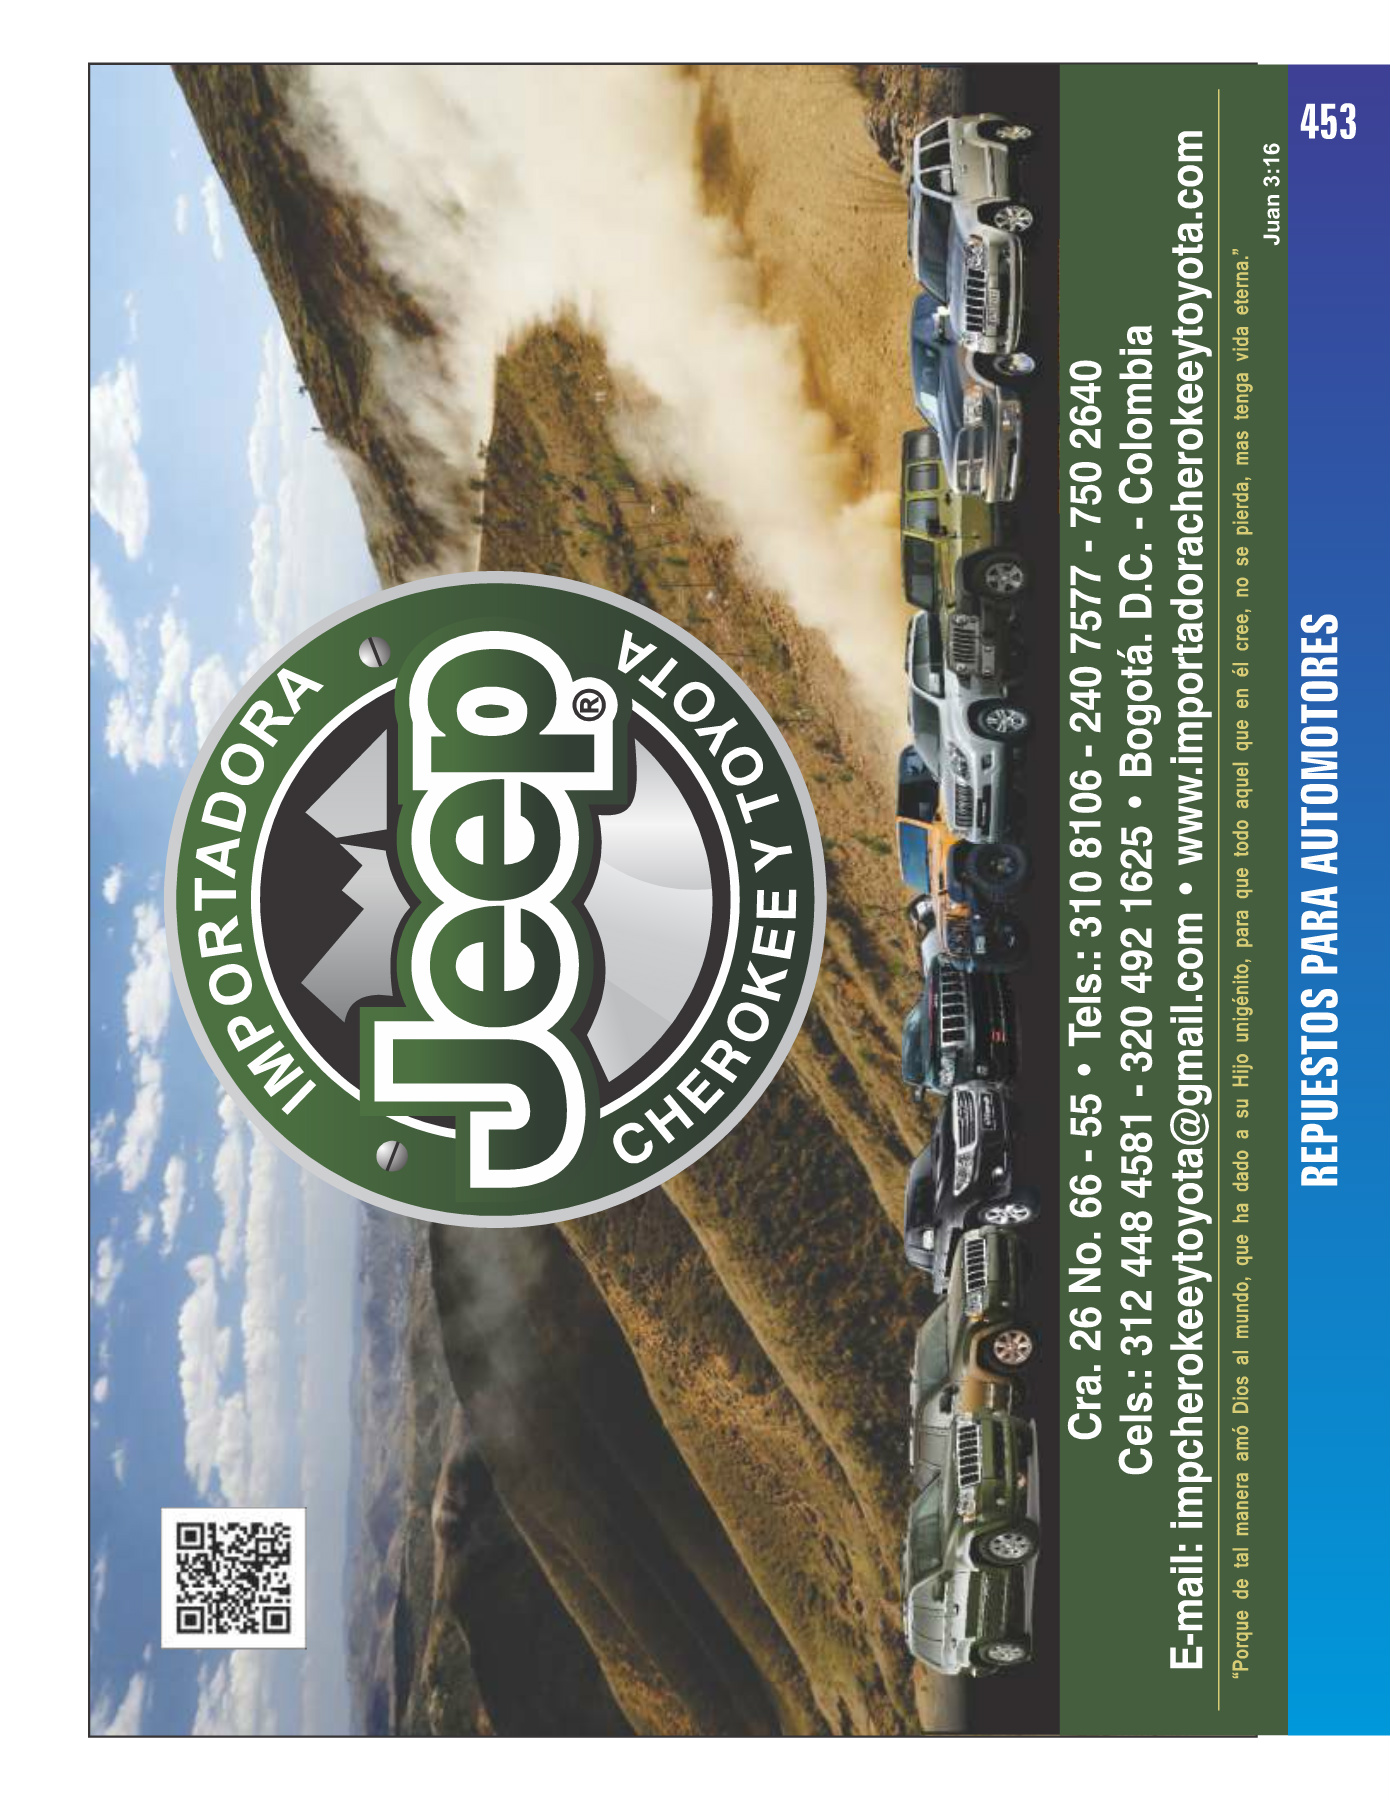 IMPORTADORA
Jeep®
CHEROKEE Y TOYOTA
Cra. 26 No. 66 - 55 • Tels.: 310 8106 - 240 7577 - 750 2640
Cels.: 312 448 4581 - 320 492 1625 • Bogotá. D.C. - Colombia
E-mail: impcherokeeytoyota@gmail.com • www.importadoracherokeeytoyota.com
“Porque de tal manera amó Dios al mundo, que ha dado a su Hijo unigénito, para que todo aquel que en él cree, no se pierda, mas tenga vida eterna.”
Juan 3:16
REPUESTOS PARA AUTOMOTORES
453